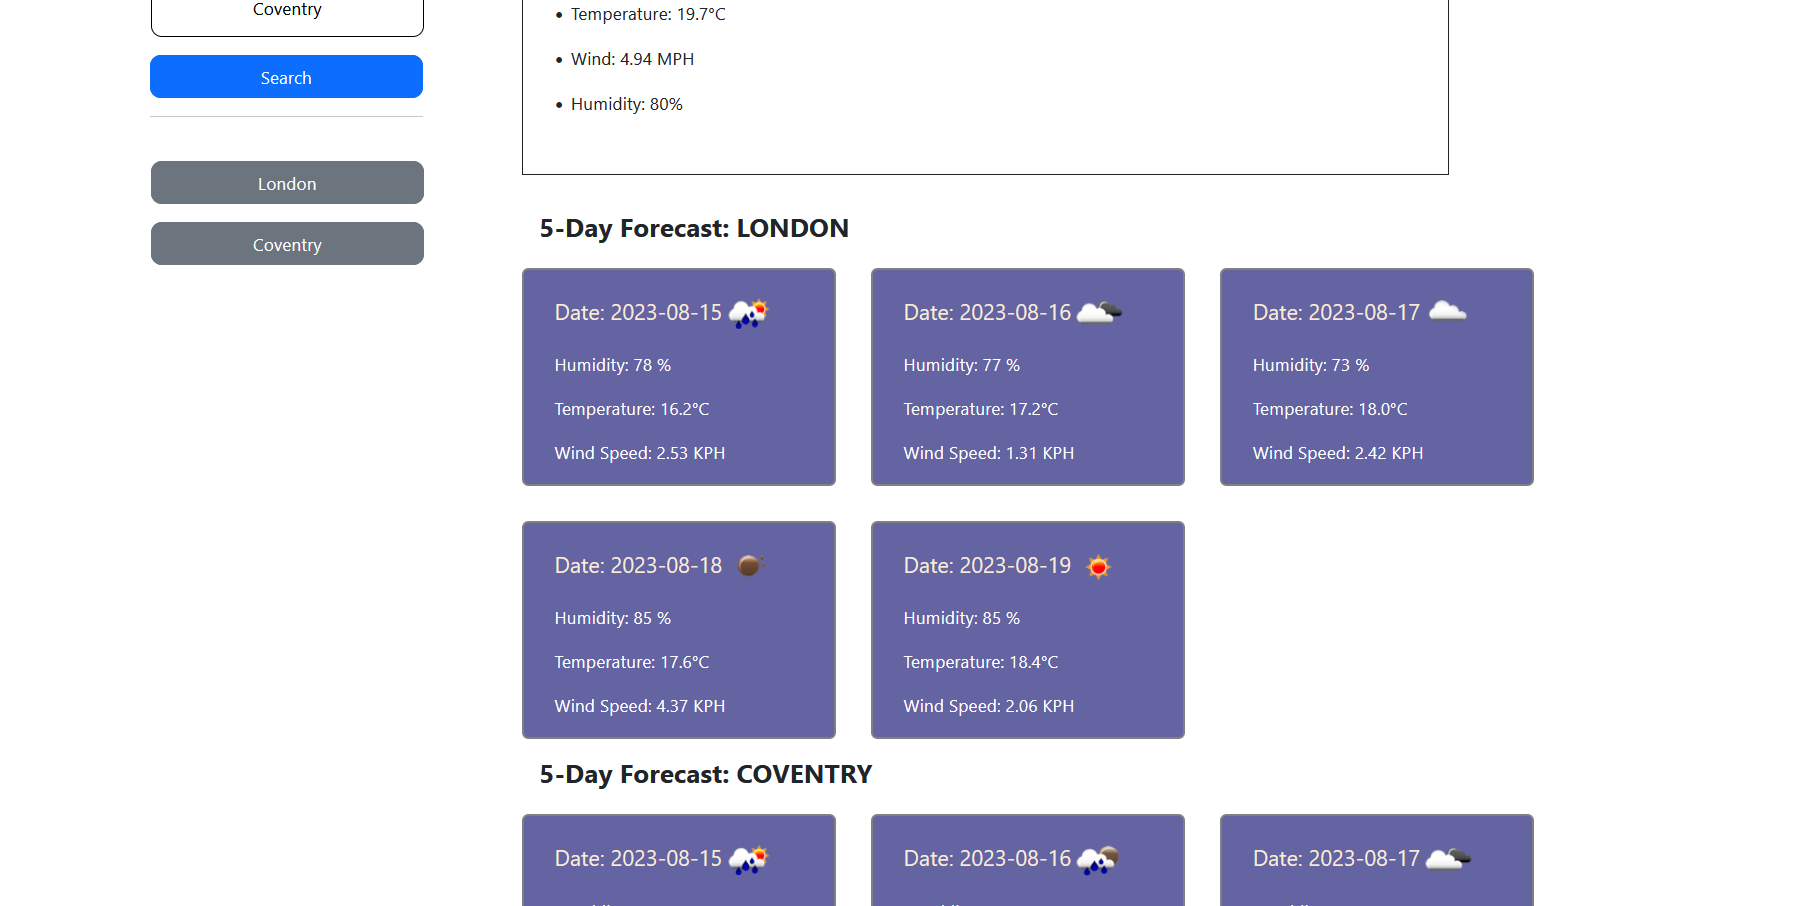 Coventry
Search
London
Coventry
• Temperature: 19.7°C
• Wind: 4.94 MPH
• Humidity: 80%
5-Day Forecast: LONDON
Date: 2023-08-15
Humidity: 78 %
Temperature: 16.2°C
Wind Speed: 2.53 KPH
Date: 2023-08-16
Humidity: 77 %
Temperature: 17.2°C
Wind Speed: 1.31 KPH
Date: 2023-08-17
Humidity: 73 %
Temperature: 18.0°C
Wind Speed: 2.42 KPH
Date: 2023-08-18
Humidity: 85 %
Temperature: 17.6°C
Wind Speed: 4.37 KPH
Date: 2023-08-19
Humidity: 85 %
Temperature: 18.4°C
Wind Speed: 2.06 KPH
5-Day Forecast: COVENTRY
Date: 2023-08-15
Date: 2023-08-16
Date: 2023-08-17